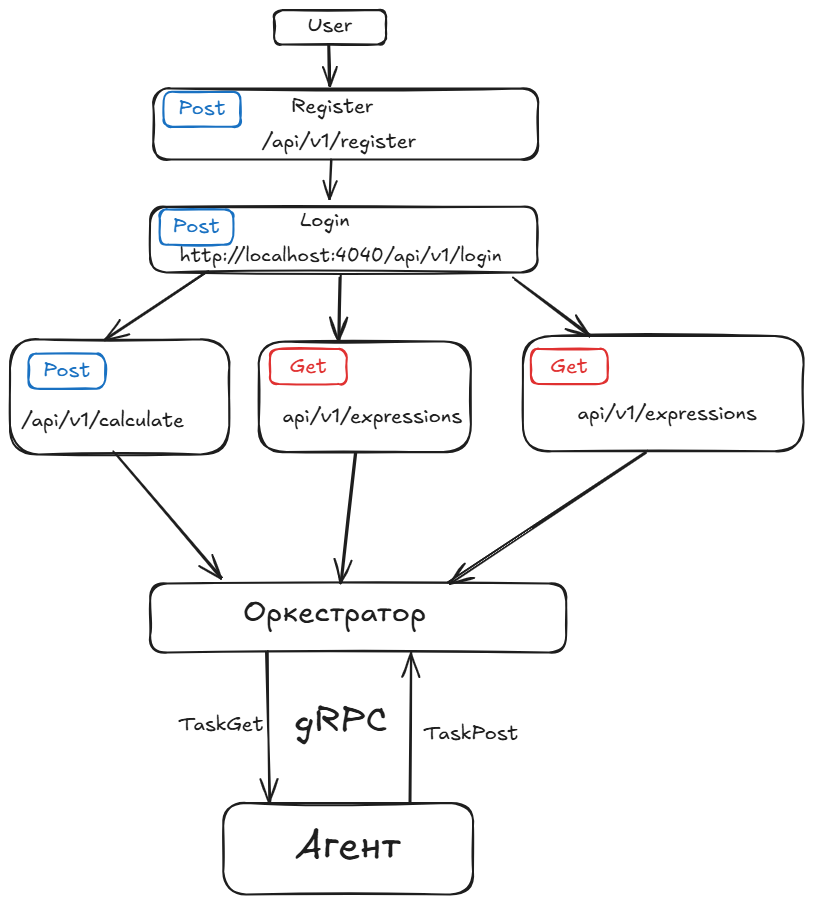 User
Post
Register
/api/v1/register
Post
Login
http://localhost:4040/api/v1/login
Post
/api/v1/calculate
Get
api/v1/expressions
Get
api/v1/expressions
Оркестратор
TaskGet
gRPC
TaskPost
Агент